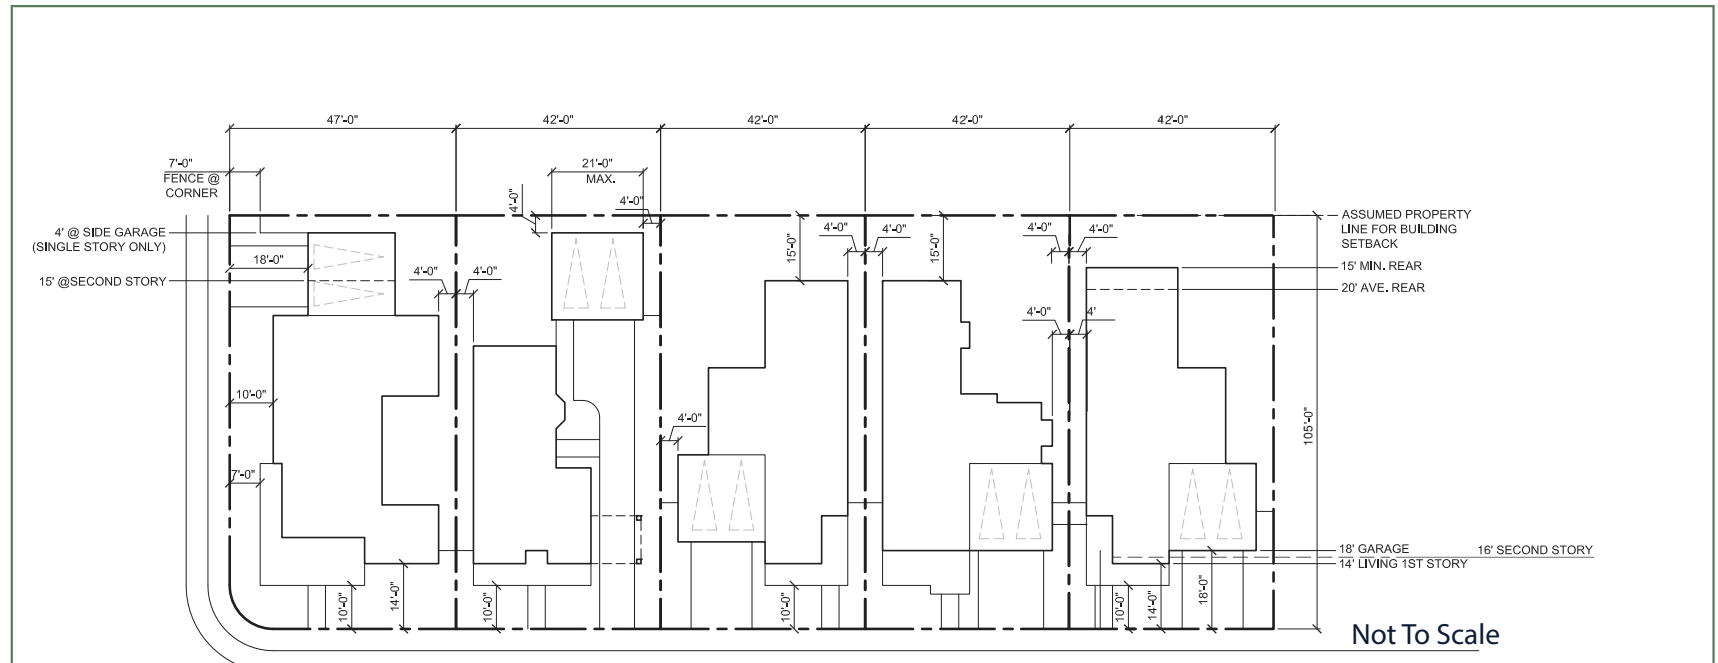 47'-0"
42'-0"
42'-0"
42'-0"
42'-0"
7'-0"
FENCE @
CORNER
21'-0"
MAX.
4'-0"
4'-0"
ASSUMED PROPERTY
LINE FOR BUILDING
SETBACK
4' @ SIDE GARAGE
(SINGLE STORY ONLY)
15'-0"
4'-0"
4'-0"
15'-0"
4'-0"
4'-0"
18'-0"
4'-0"
4'-0"
15' MIN. REAR
15' @SECOND STORY
20' AVE. REAR
4'-0"
4'
10'-0"
4'-0"
105'-0"
7'-0"
18' GARAGE
16' SECOND STORY
14' LIVING 1ST STORY
10'-0"
14'-0"
10'-0"
10'-0"
10'-0"
14'-0"
18'-0"
Not To Scale